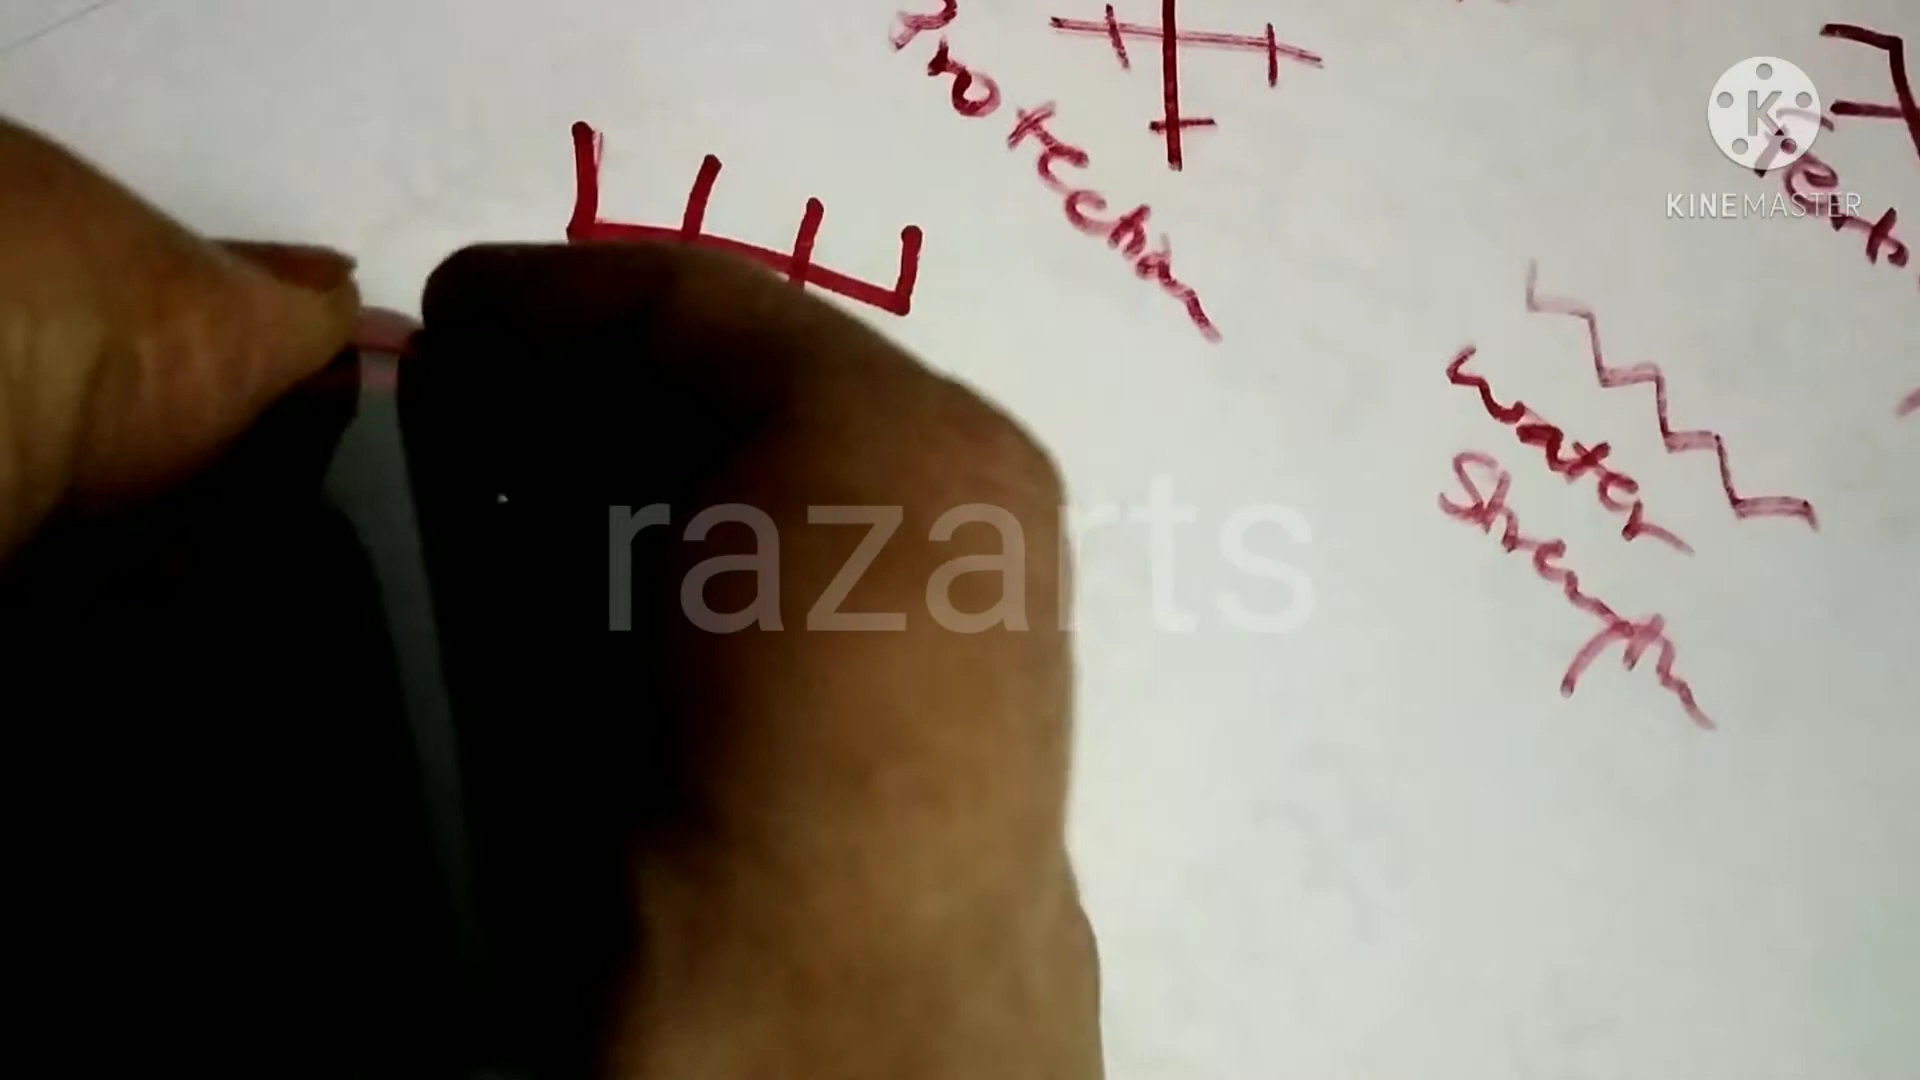 Protection
K
KINEMASTER
water
Strength
razarts